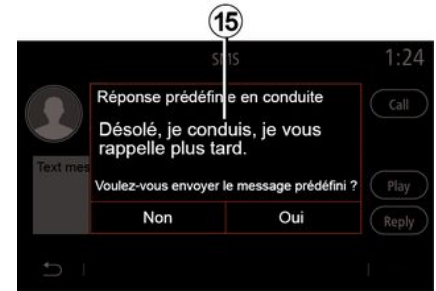 15
SMS
1:24
Réponse prédéfinie en conduite
Call
Désolé, je conduis, je vous
rappelle plus tard.
Text mes
Voulez-vous envoyer le message prédéfini ?
Play
Non
Oui
Reply